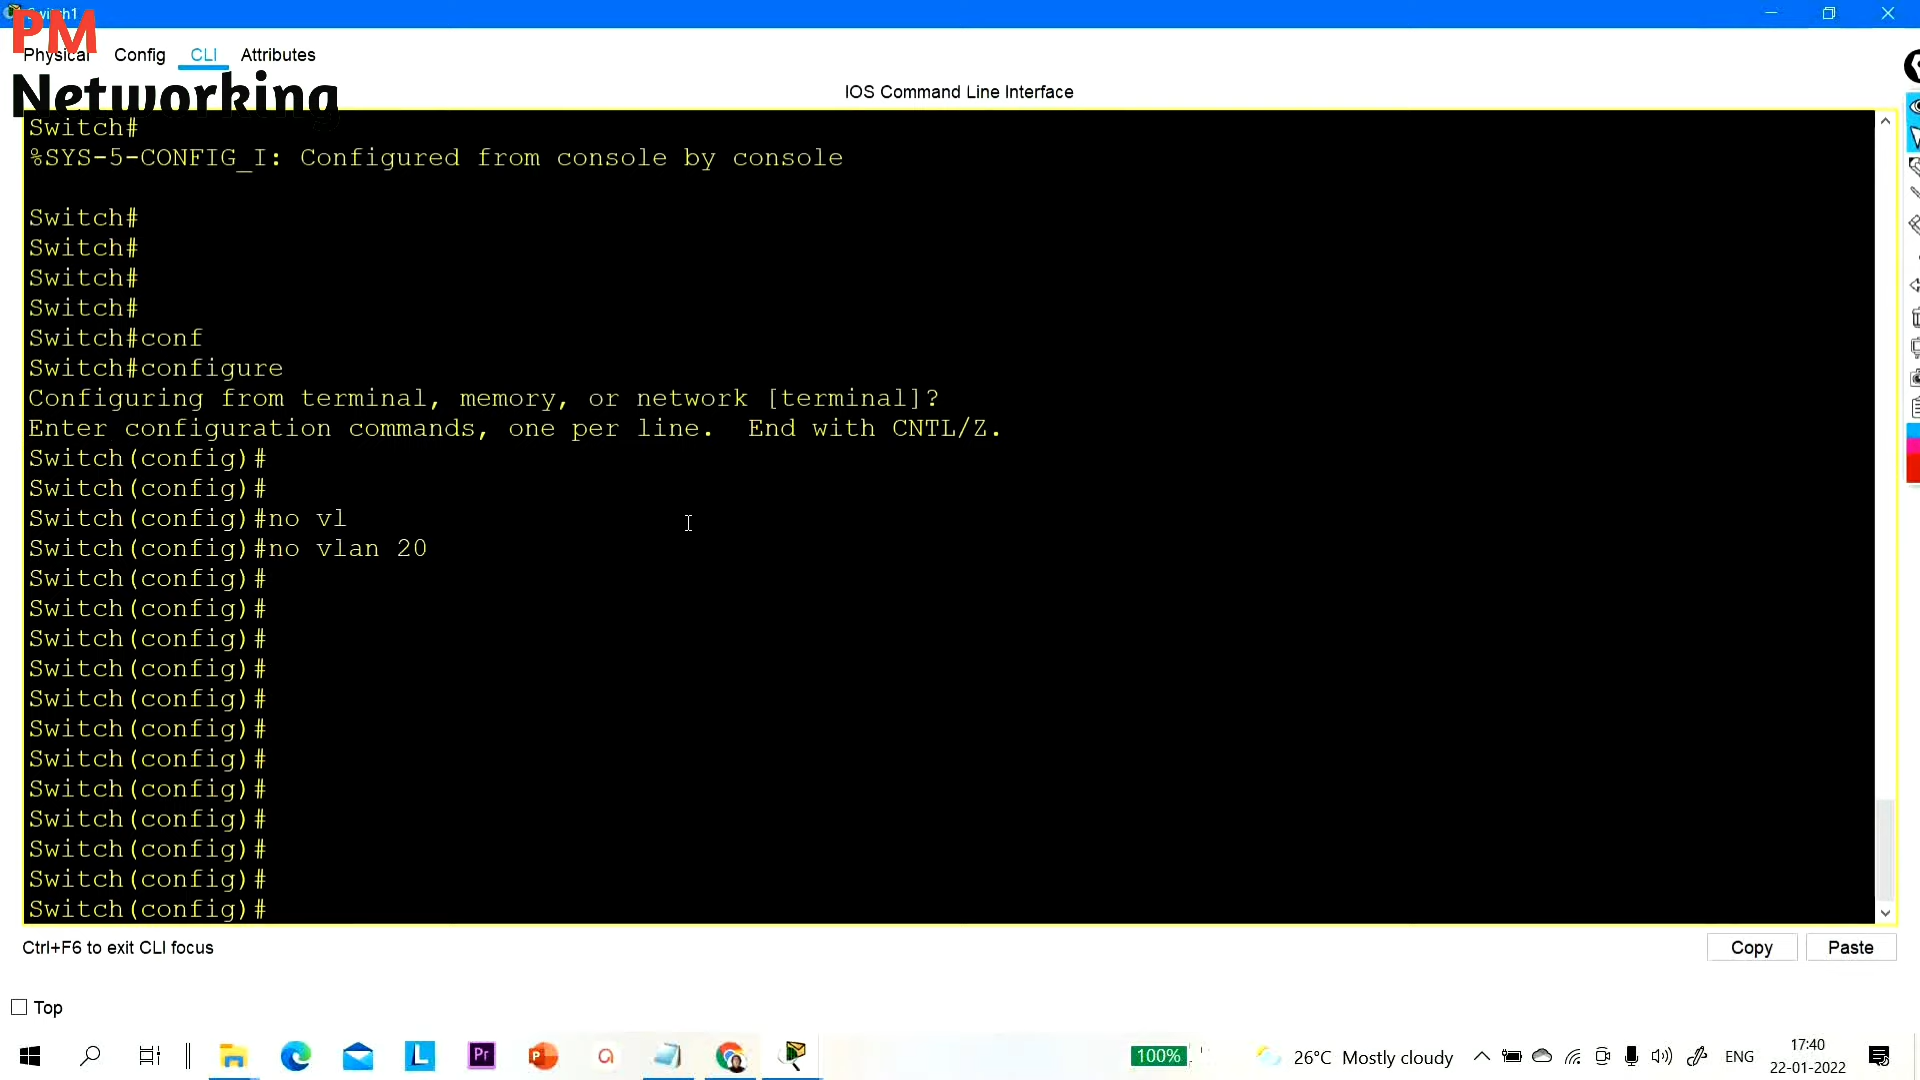 Switch1
PM
Physical Config CLI Attributes
Networking
IOS Command Line Interface
Switch#
%SYS-5-CONFIG_I: Configured from console by console
Switch#
Switch#
Switch#
Switch#
Switch#conf
Switch#configure
Configuring from terminal, memory, or network [terminal]?
Enter configuration commands, one per line.  End with CNTL/Z.
Switch(config)#
Switch(config)#
Switch(config)#no vl
Switch(config)#no vlan 20
Switch(config)#
Switch(config)#
Switch(config)#
Switch(config)#
Switch(config)#
Switch(config)#
Switch(config)#
Switch(config)#
Switch(config)#
Switch(config)#
Switch(config)#
Switch(config)#
Ctrl+F6 to exit CLI focus
Copy Paste
Top
L Pr P a 100% 26°C Mostly cloudy ENG 17:40
22-01-2022